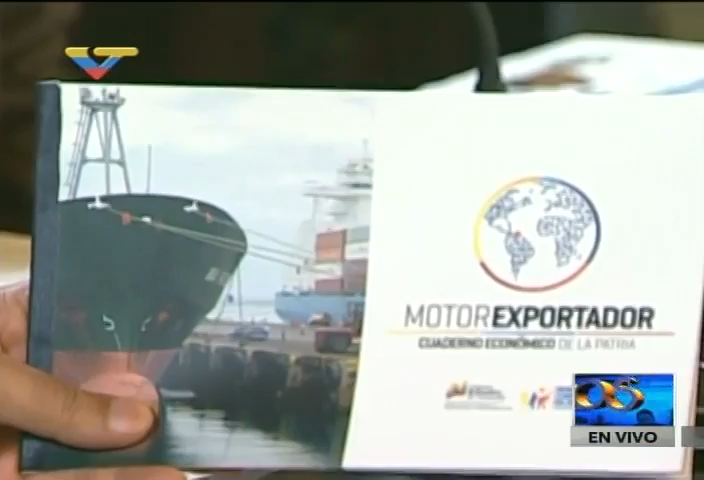 MOTOREXPORTADOR
CUADERNO ECONÓMICO DE LA PATRIA
EN VIVO